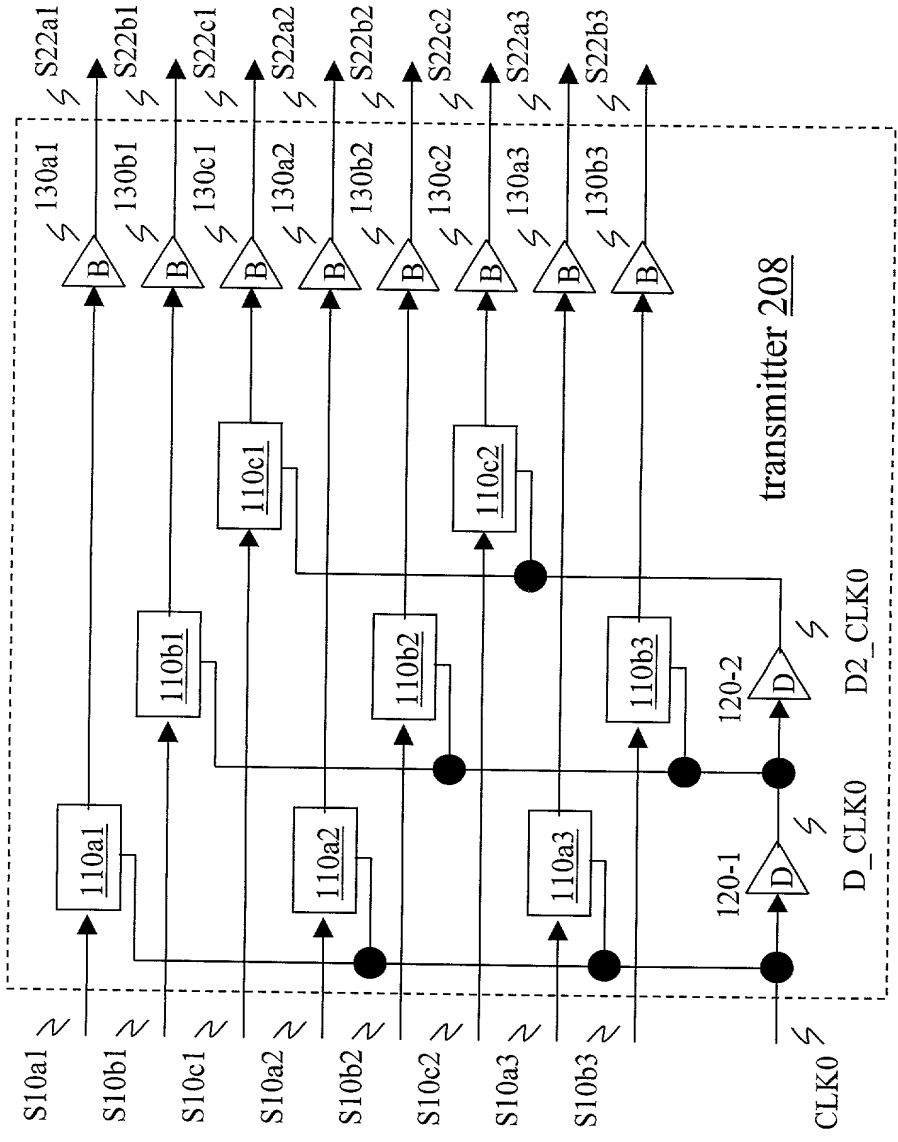 S10a1
S10b1
S10c1
S10a2
S10b2
S10c2
S10a3
S10b3
CLK0
110a1
110a2
110a3
110b1
110b2
110b3
110c1
110c2
120-1
D
D_CLK0
120-2
D
D2_CLK0
130a1
B
130b1
B
130c1
B
130a2
B
130b2
B
130c2
B
130a3
B
130b3
B
S22a1
S22b1
S22c1
S22a2
S22b2
S22c2
S22a3
S22b3
transmitter 208